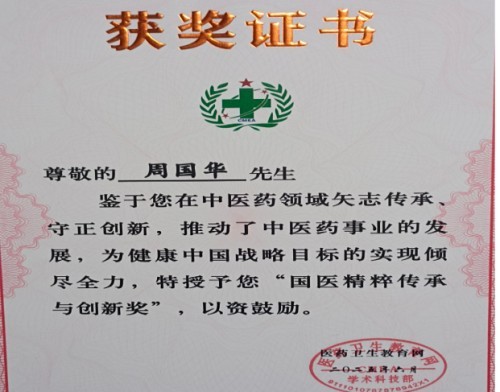 获奖证书
CMEA
尊敬的 周国华 先生
鉴于您在中医药领域矢志传承、
守正创新，推动了中医药事业的发
展，为健康中国战略目标的实现倾
尽全力，特授予您“国医精粹传承
与创新奖”，以资鼓励。
医药卫生教育网
学术科技部